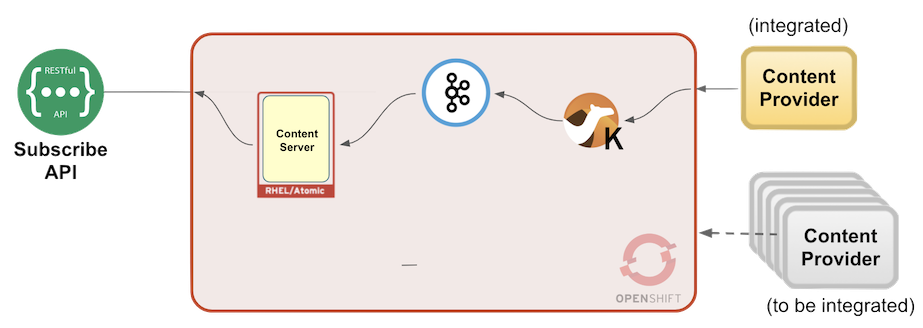 (integrated)
Content
Provider
RESTful
{•••}
API
Subscribe
API
Content
Server
RHEL/Atomic
K
Content
Provider
(to be integrated)
OPENSHIFT